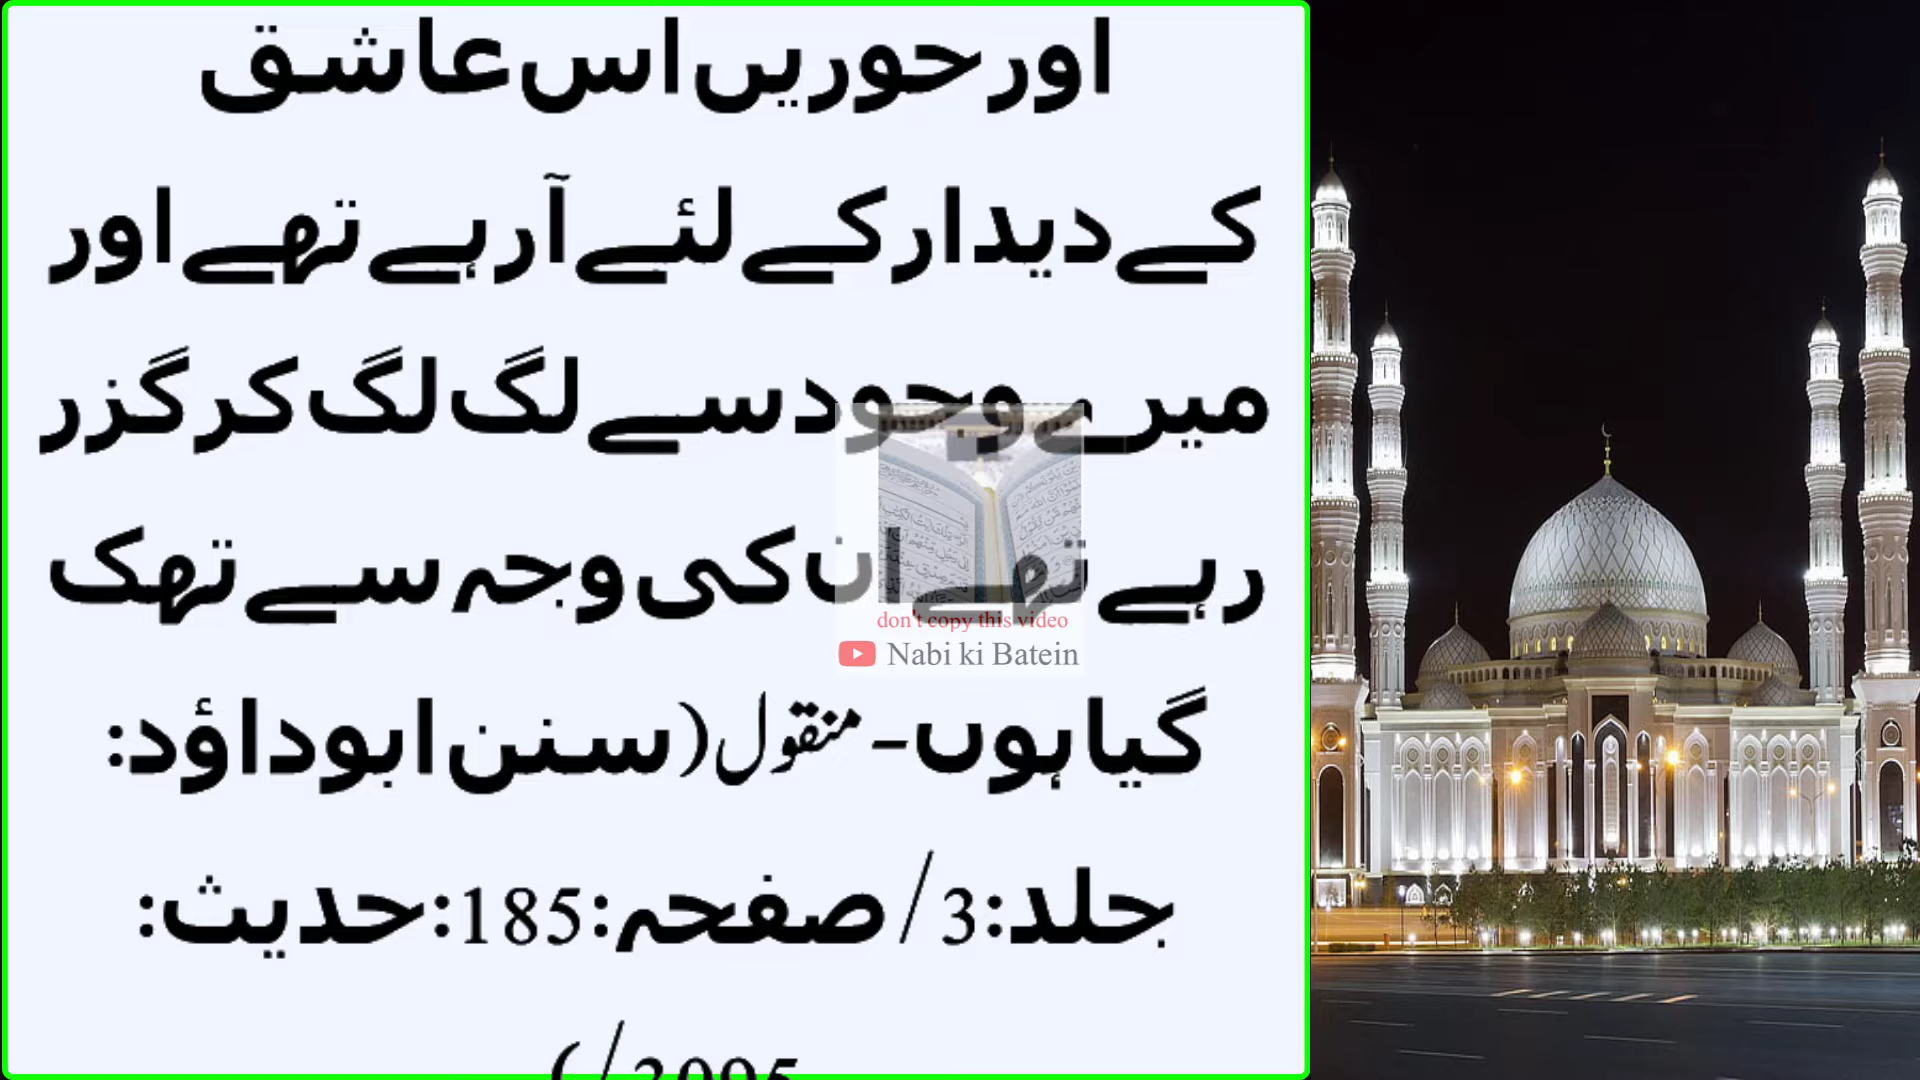 اور حوریں اس عاشق
کے دیدار کے لئے آ رہے تھے اور
میرے وجود سے لگ لگ کر گزر
رہے تھے ان کی وجہ سے تھک
گیا ہوں۔ منقول (سنن ابوداؤد:
جلد:3/ صفحہ:185: حدیث:
don't copy this video
Nabi ki Batein